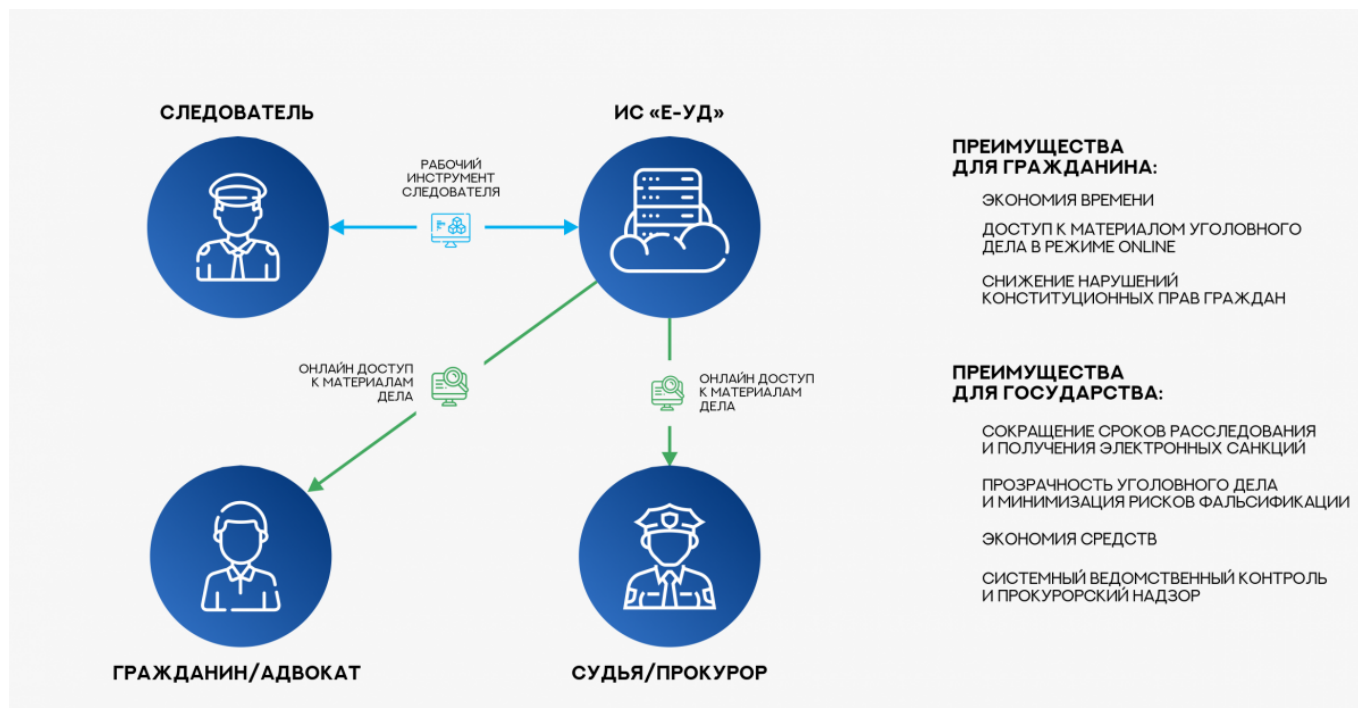 СЛЕДОВАТЕЛЬ
ИС «Е-УД»
РАБОЧИЙ
ИНСТРУМЕНТ
СЛЕДОВАТЕЛЯ
ОНЛАЙН ДОСТУП
К МАТЕРИАЛАМ
ДЕЛА
ОНЛАЙН ДОСТУП
К МАТЕРИАЛАМ
ДЕЛА
ГРАЖДАНИН/АДВОКАТ
СУДЬЯ/ПРОКУРОР
ПРЕИМУЩЕСТВА
ДЛЯ ГРАЖДАНИНА:
ЭКОНОМИЯ ВРЕМЕНИ
ДОСТУП К МАТЕРИАЛОМ УГОЛОВНОГО
ДЕЛА В РЕЖИМЕ ONLINE
СНИЖЕНИЕ НАРУШЕНИЙ
КОНСТИТУЦИОННЫХ ПРАВ ГРАЖДАН
ПРЕИМУЩЕСТВА
ДЛЯ ГОСУДАРСТВА:
СОКРАЩЕНИЕ СРОКОВ РАССЛЕДОВАНИЯ
И ПОЛУЧЕНИЯ ЭЛЕКТРОННЫХ САНКЦИЙ
ПРОЗРАЧНОСТЬ УГОЛОВНОГО ДЕЛА
И МИНИМИЗАЦИЯ РИСКОВ ФАЛЬСИФИКАЦИИ
ЭКОНОМИЯ СРЕДСТВ
СИСТЕМНЫЙ ВЕДОМСТВЕННЫЙ КОНТРОЛЬ
И ПРОКУРОРСКИЙ НАДЗОР